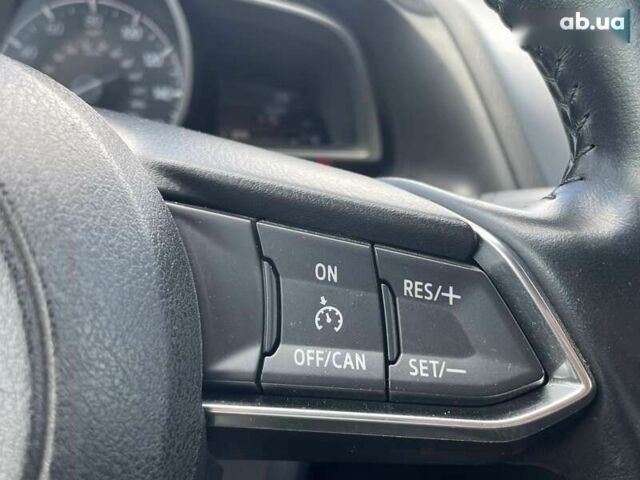 ab.ua
ON
RES/+
OFF/CAN
SET/−